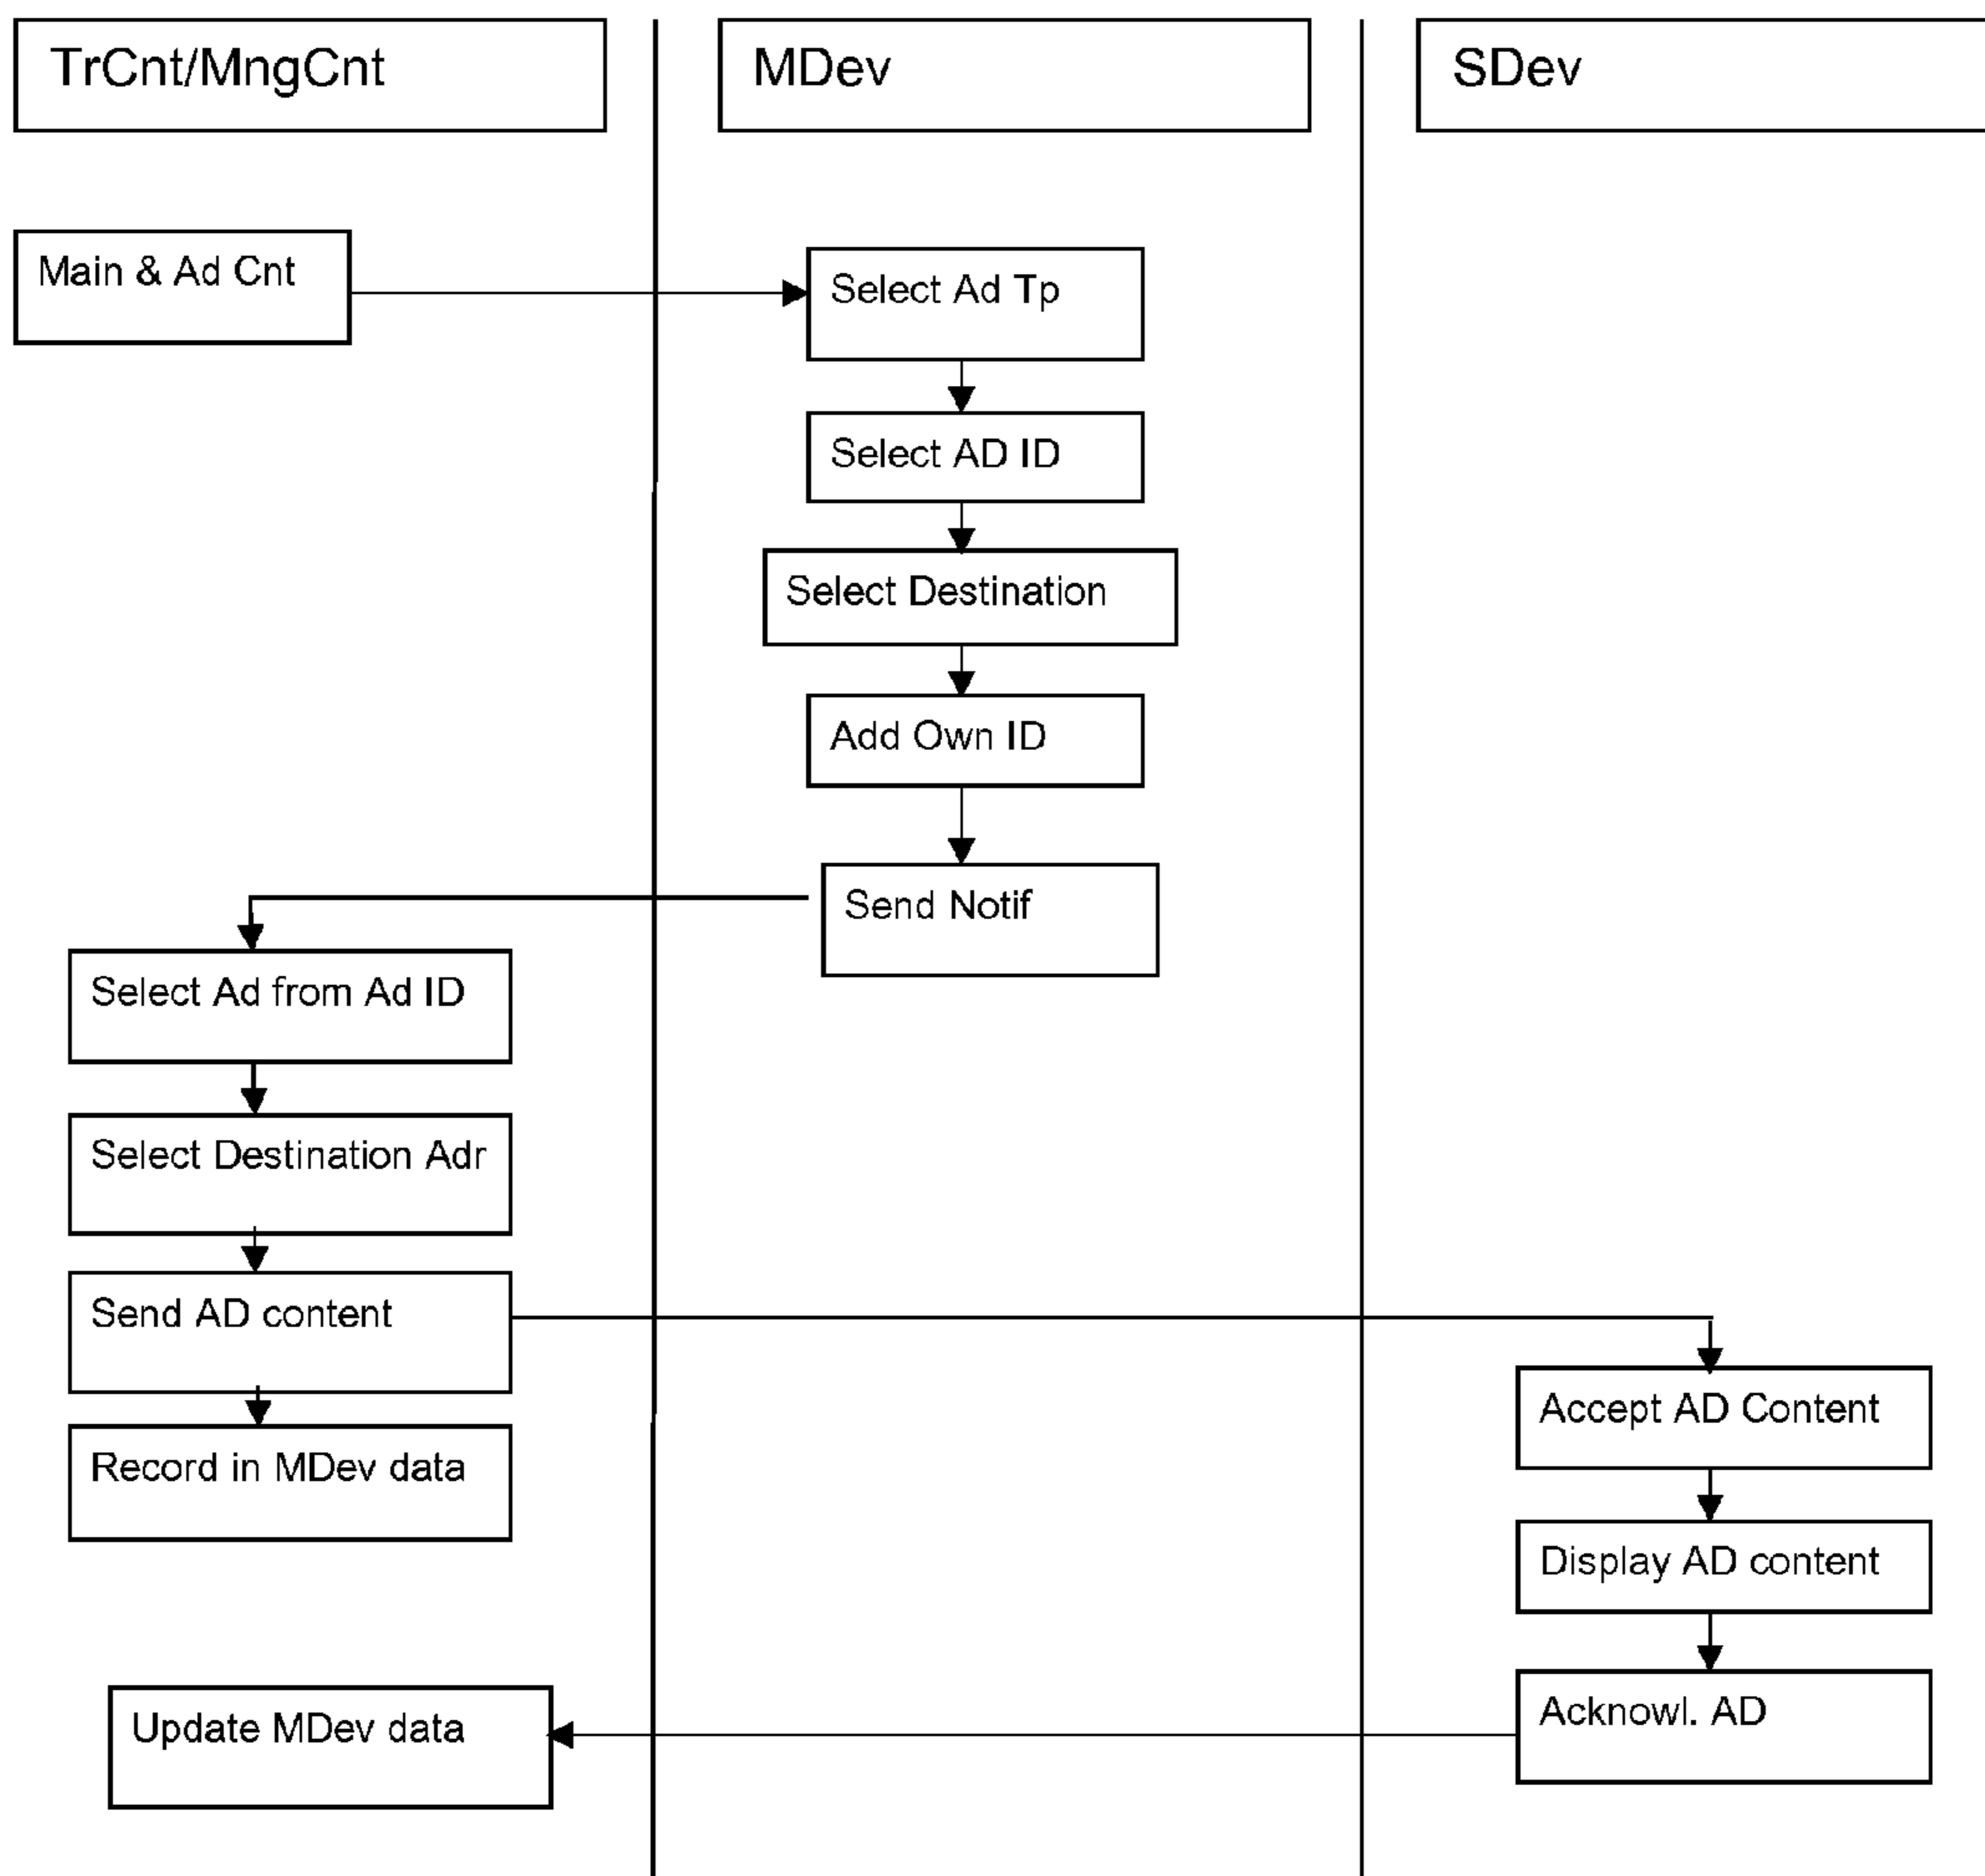 TrCnt/MngCnt
MDev
SDev
Main & Ad Cnt
Select Ad Tp
Select AD ID
Select Destination
Add Own ID
Send Notif
Select Ad from Ad ID
Select Destination Adr
Send AD content
Record in MDev data
Accept AD Content
Display AD content
Acknowl. AD
Update MDev data